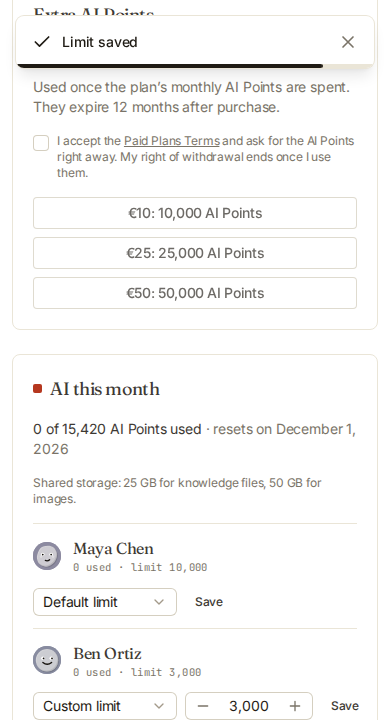 Extra AI Points
Limit saved
Used once the plan's monthly AI Points are spent.
They expire 12 months after purchase.
I accept the Paid Plans Terms and ask for the AI Points
right away. My right of withdrawal ends once I use
them.
€10: 10,000 AI Points
€25: 25,000 AI Points
€50: 50,000 AI Points
AI this month
0 of 15,420 AI Points used · resets on December 1,
2026
Shared storage: 25 GB for knowledge files, 50 GB for
images.
Maya Chen
0 used · limit 10,000
Default limit
Save
Ben Ortiz
0 used · limit 3,000
Custom limit
− 3,000 +
Save